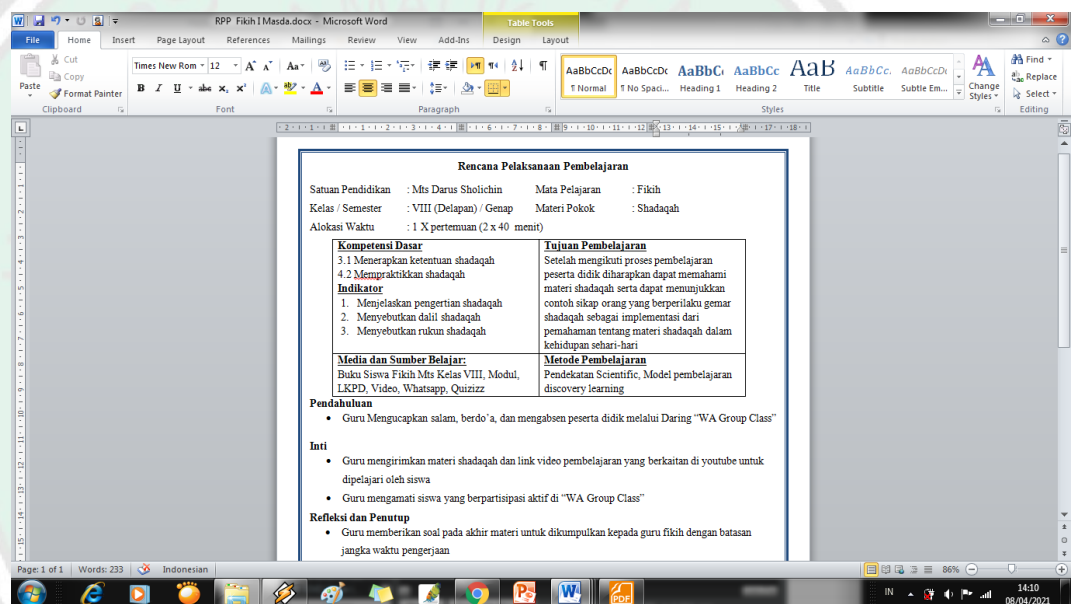 RPP Fikih I Masda.docx - Microsoft Word
Table Tools
File Home Insert Page Layout References Mailings Review View Add-Ins Design Layout
Paste
Cut
Copy
Format Painter
Clipboard
Times New Rom 12
Font
Paragraph
AaBbCcDc AaBbCcDc AaBbC AaBbCc AaB AaBbCc. AaBbCcDc
¶ Normal ¶ No Spaci... Heading 1 Heading 2 Title Subtitle Subtle Em...
Styles
Change Styles
Find
Replace
Select
Editing
Rencana Pelaksanaan Pembelajaran
Satuan Pendidikan : Mts Darus Sholichin Mata Pelajaran : Fikih
Kelas / Semester : VIII (Delapan) / Genap Materi Pokok : Shadaqah
Alokasi Waktu : 1 X pertemuan (2 x 40 menit)
Kompetensi Dasar
3.1 Menerapkan ketentuan shadaqah
4.2 Mempraktikkan shadaqah
Indikator
1. Menjelaskan pengertian shadaqah
2. Menyebutkan dalil shadaqah
3. Menyebutkan rukun shadaqah
Tujuan Pembelajaran
Setelah mengikuti proses pembelajaran
peserta didik diharapkan dapat memahami
materi shadaqah serta dapat menunjukkan
contoh sikap orang yang berperilaku gemar
shadaqah sebagai implementasi dari
pemahaman tentang materi shadaqah dalam
kehidupan sehari-hari
Media dan Sumber Belajar:
Buku Siswa Fikih Mts Kelas VIII, Modul,
LKPD, Video, Whatsapp, Quizizz
Metode Pembelajaran
Pendekatan Scientific, Model pembelajaran
discovery learning
Pendahuluan
• Guru Mengucapkan salam, berdo'a, dan mengabsen peserta didik melalui Daring "WA Group Class"
Inti
• Guru mengirimkan materi shadaqah dan link video pembelajaran yang berkaitan di youtube untuk
dipelajari oleh siswa
• Guru mengamati siswa yang berpartisipasi aktif di "WA Group Class"
Refleksi dan Penutup
• Guru memberikan soal pada akhir materi untuk dikumpulkan kepada guru fikih dengan batasan
jangka waktu pengerjaan
Page: 1 of 1 Words: 233 Indonesian 86%
IN 14:10
08/04/2021